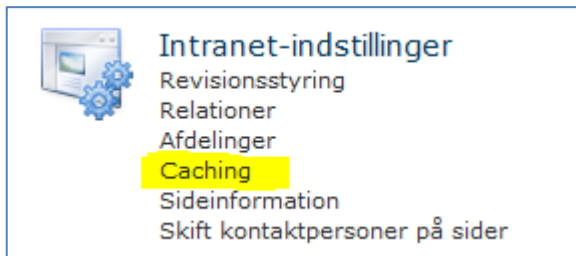 Intranet-indstillinger
Revisionsstyring
Relationer
Afdelinger
Caching
Sideinformation
Skift kontaktpersoner på sider